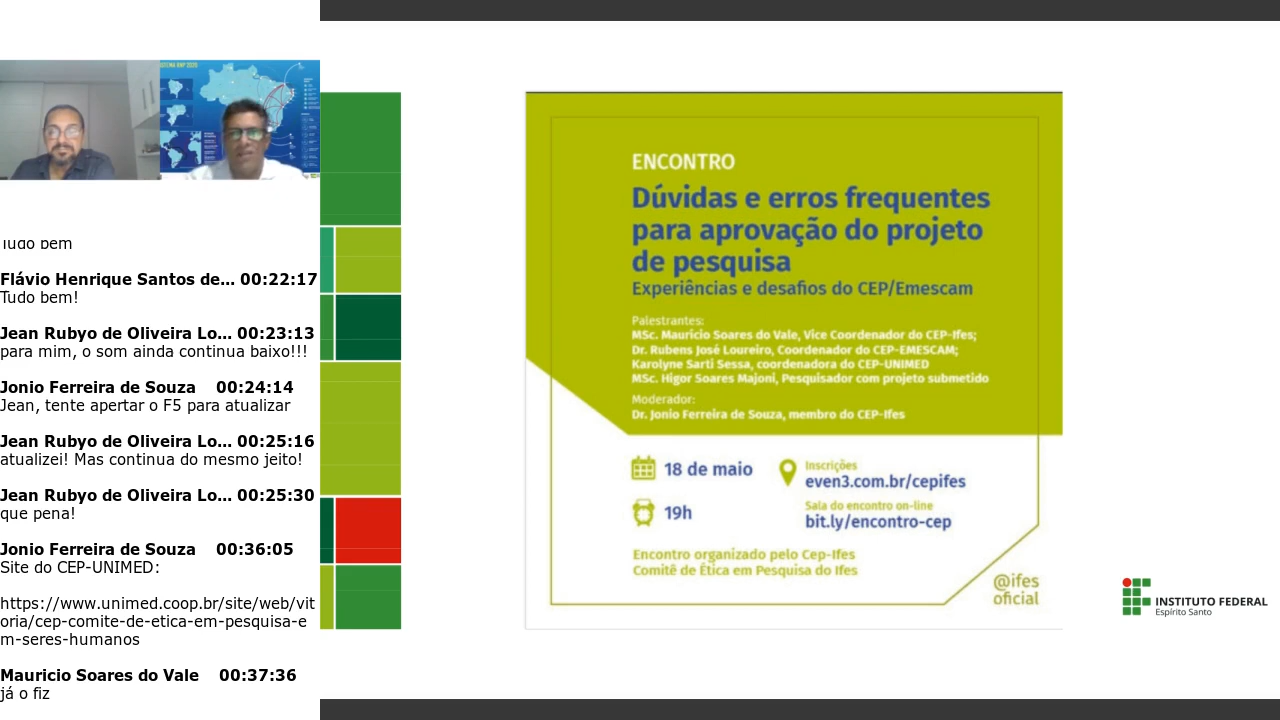 Tudo bem
Flávio Henrique Santos de... 00:22:17
Tudo bem!
Jean Rubyo de Oliveira Lo... 00:23:13
para mim, o som ainda continua baixo!!!
Jonio Ferreira de Souza 00:24:14
Jean, tente apertar o F5 para atualizar
Jean Rubyo de Oliveira Lo... 00:25:16
atualizei! Mas continua do mesmo jeito!
Jean Rubyo de Oliveira Lo... 00:25:30
que pena!
Jonio Ferreira de Souza 00:36:05
Site do CEP-UNIMED:
https://www.unimed.coop.br/site/web/vit
oria/cep-comite-de-etica-em-pesquisa-e
m-seres-humanos
Mauricio Soares do Vale 00:37:36
já o fiz
ENCONTRO
Dúvidas e erros frequentes
para aprovação do projeto
de pesquisa
Experiências e desafios do CEP/Emescam
Palestrantes:
MSc. Mauricio Soares do Vale, Vice Coordenador do CEP-Ifes;
Dr. Rubens José Loureiro, Coordenador do CEP-EMESCAM;
Karolyne Sarti Sessa, coordenadora do CEP-UNIMED
MSc. Higor Soares Majoni, Pesquisador com projeto submetido
Moderador:
Dr. Jonio Ferreira de Souza, membro do CEP-Ifes
18 de maio
19h
Inscrições
even3.com.br/cepifes
Sala do encontro on-line
bit.ly/encontro-cep
Encontro organizado pelo Cep-Ifes
Comitê de Ética em Pesquisa do Ifes
@ifes
oficial
INSTITUTO FEDERAL
Espírito Santo